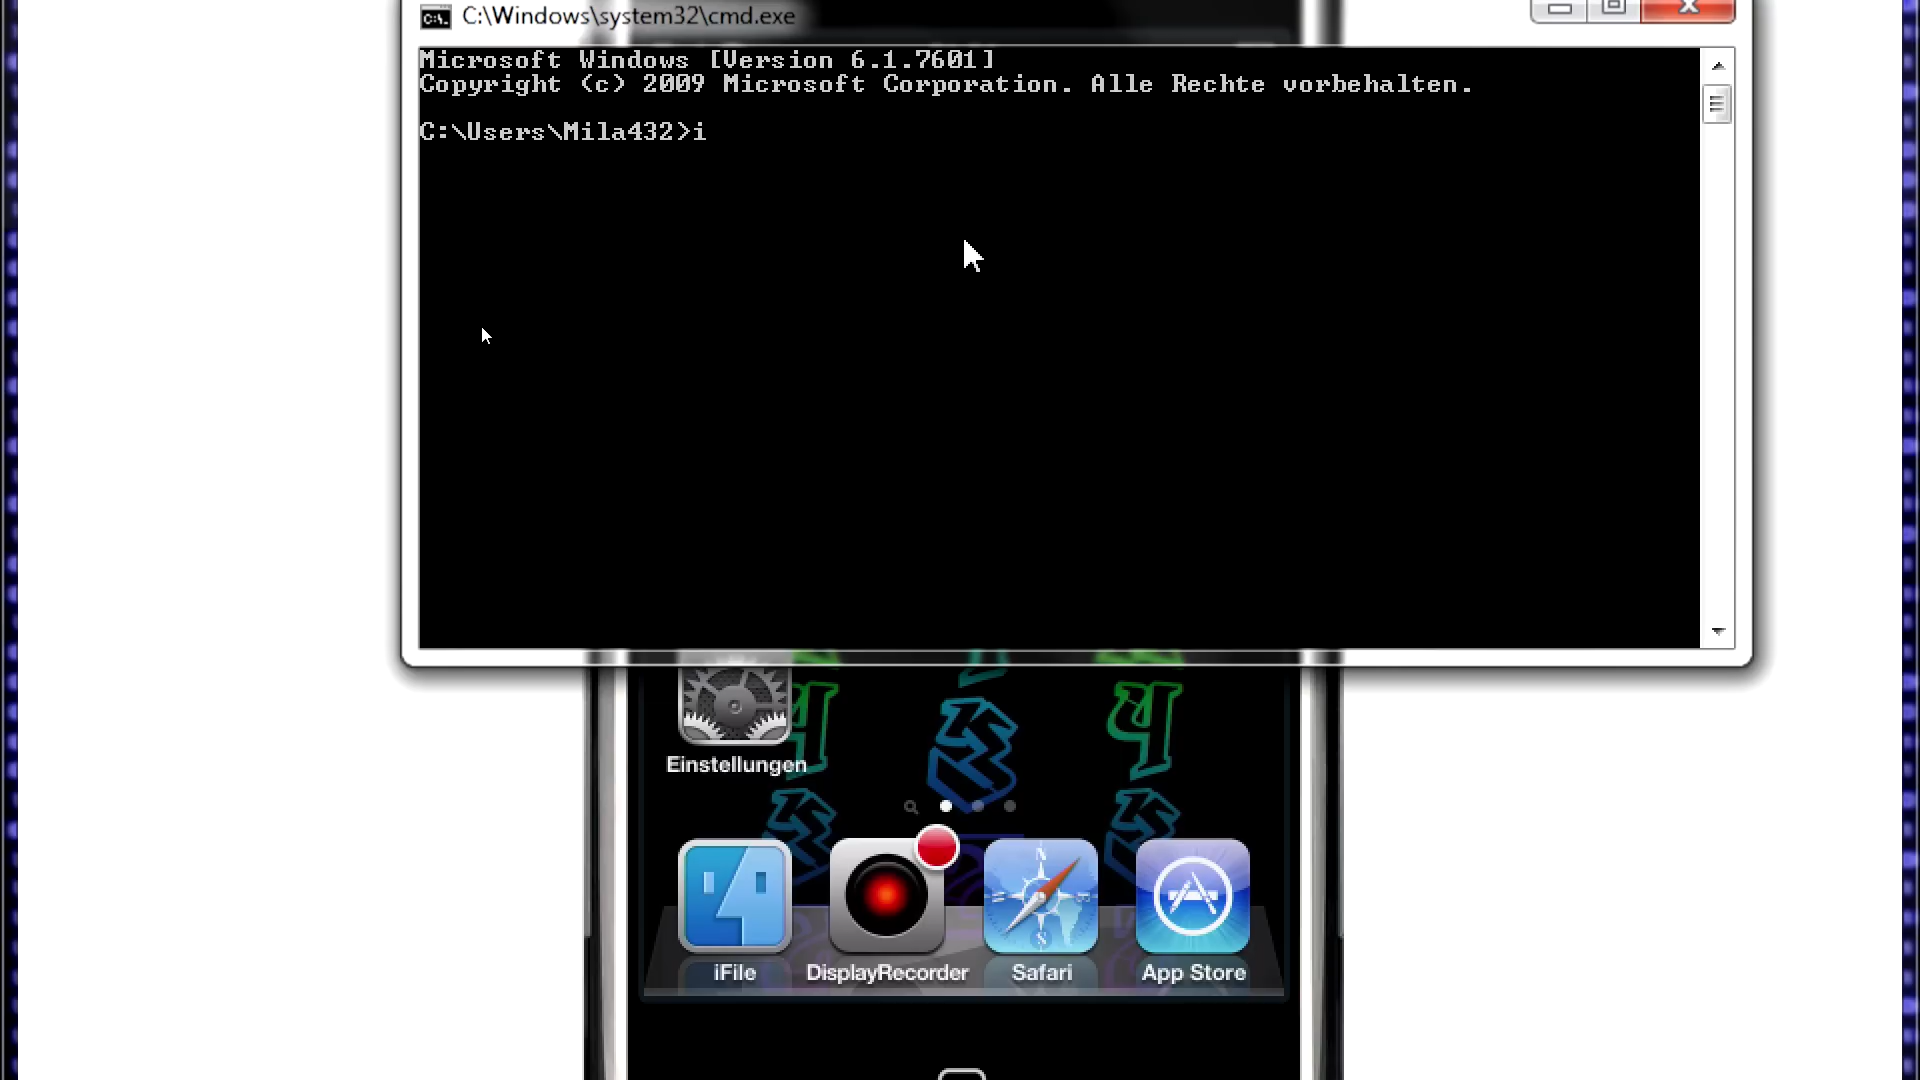 C:\Windows\system32\cmd.exe
Microsoft Windows [Version 6.1.7601]
Copyright (c) 2009 Microsoft Corporation. Alle Rechte vorbehalten.
C:\Users\Mila432>i
Einstellungen
iFile
DisplayRecorder
Safari
App Store